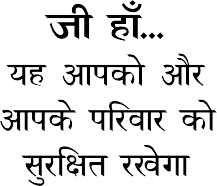 जी हाँ...
यह आपको और
आपके परिवार को
सुरक्षित रखेगा